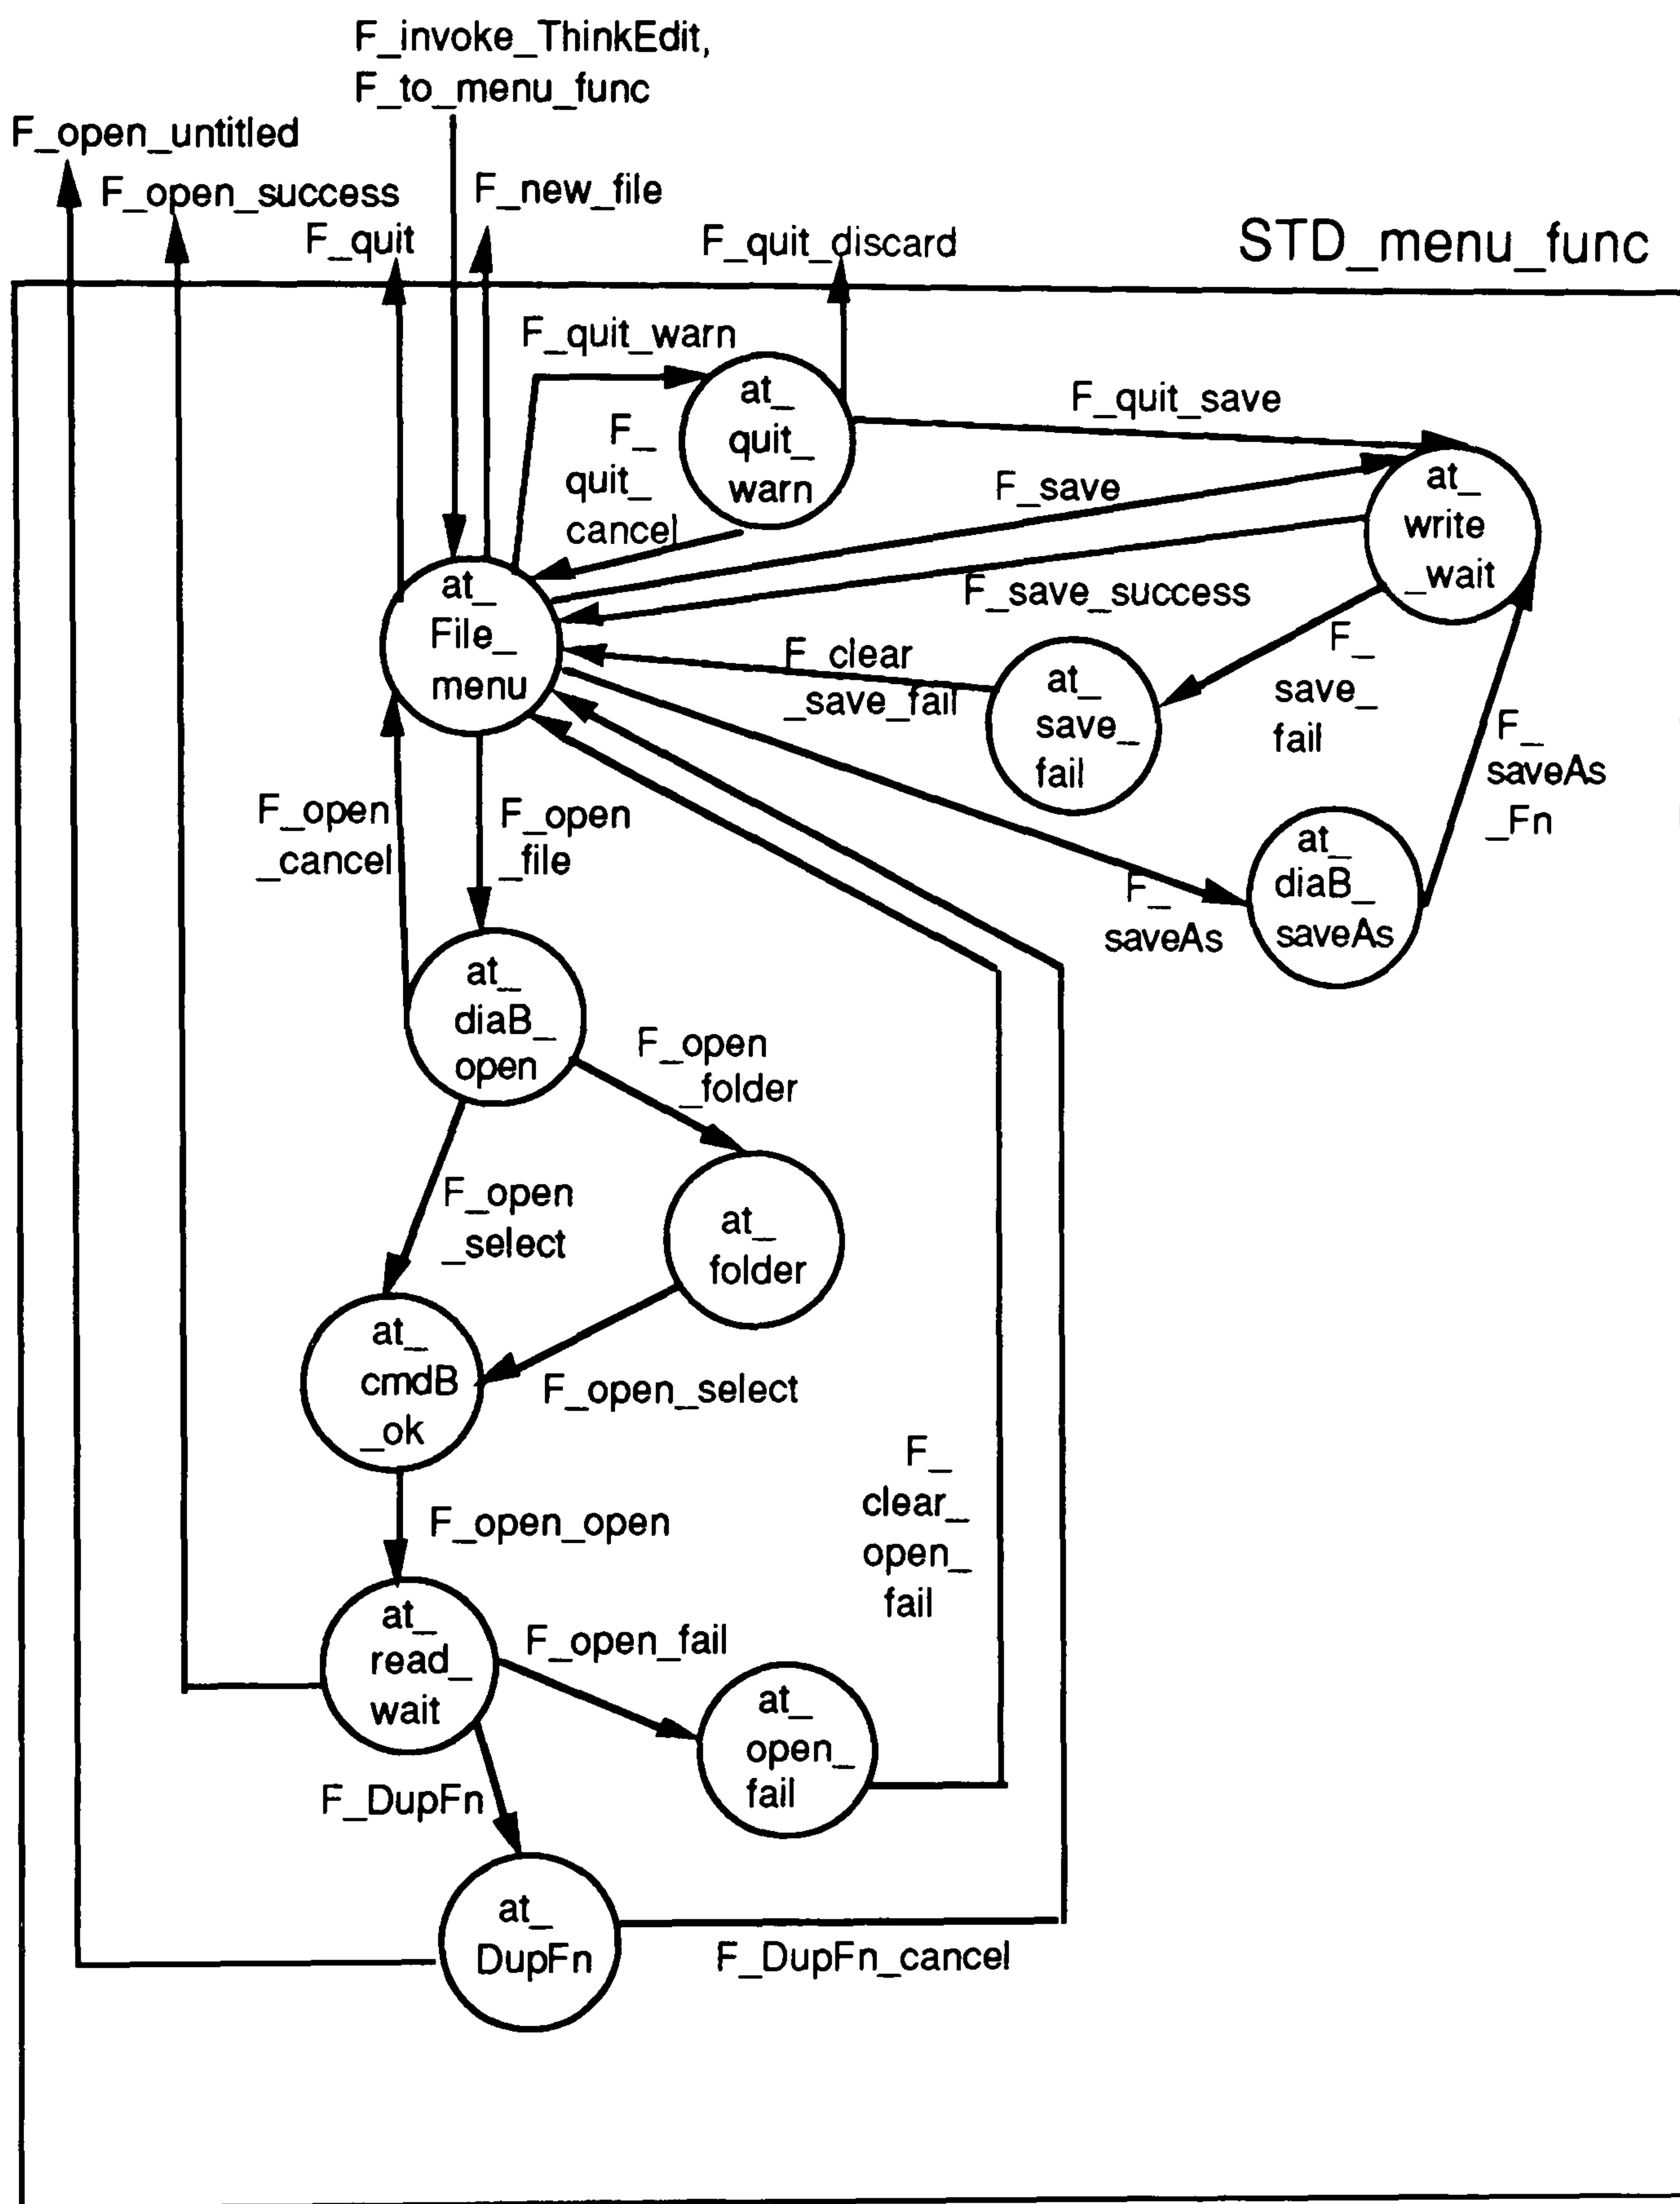 F_invoke_ThinkEdit,
F_to_menu_func
F_open_untitled
F_open_success
F_new_file
F_quit
F_quit_discard
STD_menu_func
F_quit_warn
at_
quit_
warn
F_
quit_
cancel
F_quit_save
F_save
at_
write
_wait
at_
File_
menu
F_save_success
F_clear
_save_fail
at_
save_
fail
F_
save_
fail
F_
saveAs
_Fn
F_open
_cancel
F_open
_file
at_
diaB_
saveAs
F_
saveAs
at_
diaB_
open
F_open
_folder
F_open
_select
at_
folder
at_
cmdB
_ok
F_open_select
F_
clear_
open_
fail
F_open_open
at_
read_
wait
F_open_fail
at_
open_
fail
F_DupFn
at_
DupFn
F_DupFn_cancel